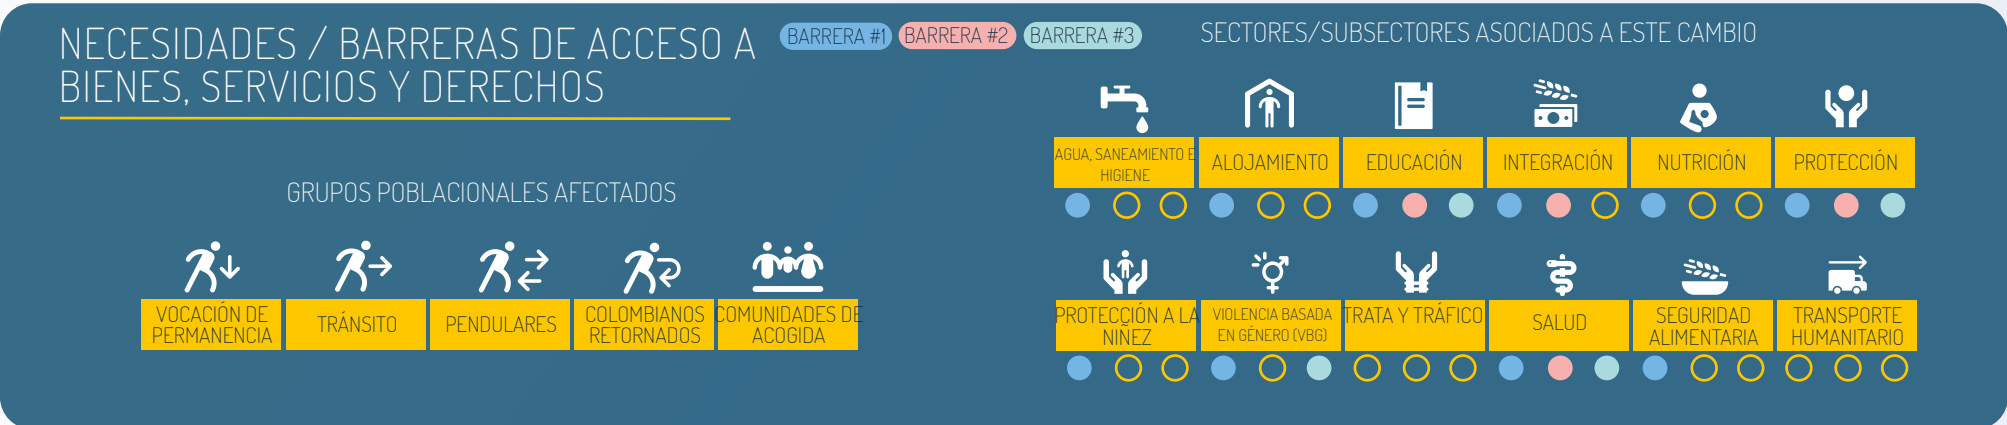 NECESIDADES / BARRERAS DE ACCESO A
BIENES, SERVICIOS Y DERECHOS
BARRERA #1
BARRERA #2
BARRERA #3
GRUPOS POBLACIONALES AFECTADOS
VOCACIÓN DE
PERMANENCIA
TRÁNSITO
PENDULARES
COLOMBIANOS
RETORNADOS
COMUNIDADES DE
ACOGIDA
SECTORES/SUBSECTORES ASOCIADOS A ESTE CAMBIO
AGUA, SANEAMIENTO E
HIGIENE
ALOJAMIENTO
EDUCACIÓN
INTEGRACIÓN
NUTRICIÓN
PROTECCIÓN
PROTECCIÓN A LA
NIÑEZ
VIOLENCIA BASADA
EN GÉNERO (VBG)
TRATA Y TRÁFICO
SALUD
SEGURIDAD
ALIMENTARIA
TRANSPORTE
HUMANITARIO